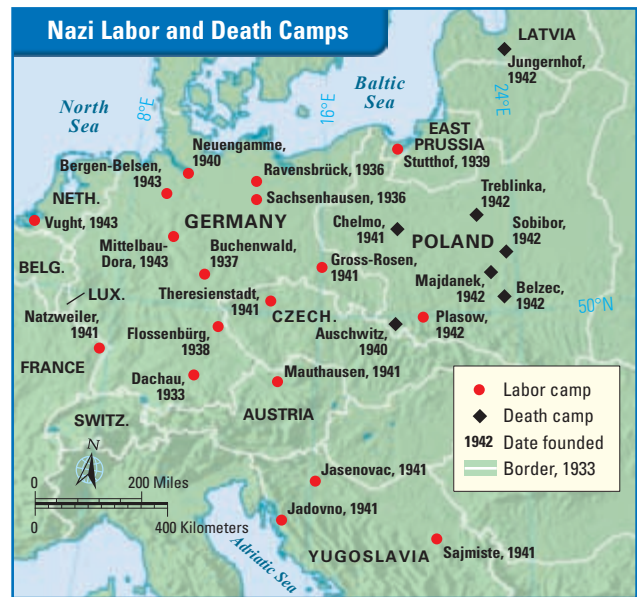 Nazi Labor and Death Camps
LATVIA
Jungernhof,
1942
North
Sea
8°E
16°E
Baltic
Sea
24°E
EAST
PRUSSIA
Stutthof, 1939
Neuengamme,
1940
Bergen-Belsen,
1943
Ravensbrück, 1936
Sachsenhausen, 1936
NETH.
Vught, 1943
GERMANY
Mittelbau-
Dora, 1943
Buchenwald,
1937
Chelmo,
1941
POLAND
Treblinka,
1942
Sobibor,
1942
BELG.
Gross-Rosen,
1941
Majdanek,
1942
Belzec,
1942
LUX.
Theresienstadt,
1941
CZECH.
50°N
Natzweiler,
1941
Flossenbürg,
1938
Auschwitz,
1940
Plasow,
1942
FRANCE
Dachau,
1933
Mauthausen, 1941
AUSTRIA
SWITZ.
N
0
200 Miles
0
400 Kilometers
Jasenovac, 1941
Jadovno, 1941
Adriatic Sea
YUGOSLAVIA
Sajmiste, 1941
Labor camp
Death camp
1942 Date founded
Border, 1933